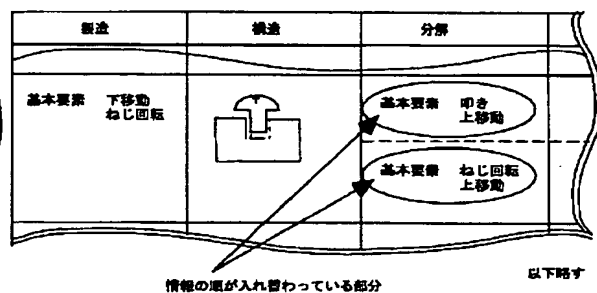 製造 構造 分解
基本要素 下移動
ねじ回転
基本要素 叩き
上移動
基本要素 ねじ回転
上移動
情報の順が入れ替わっている部分
以下略す